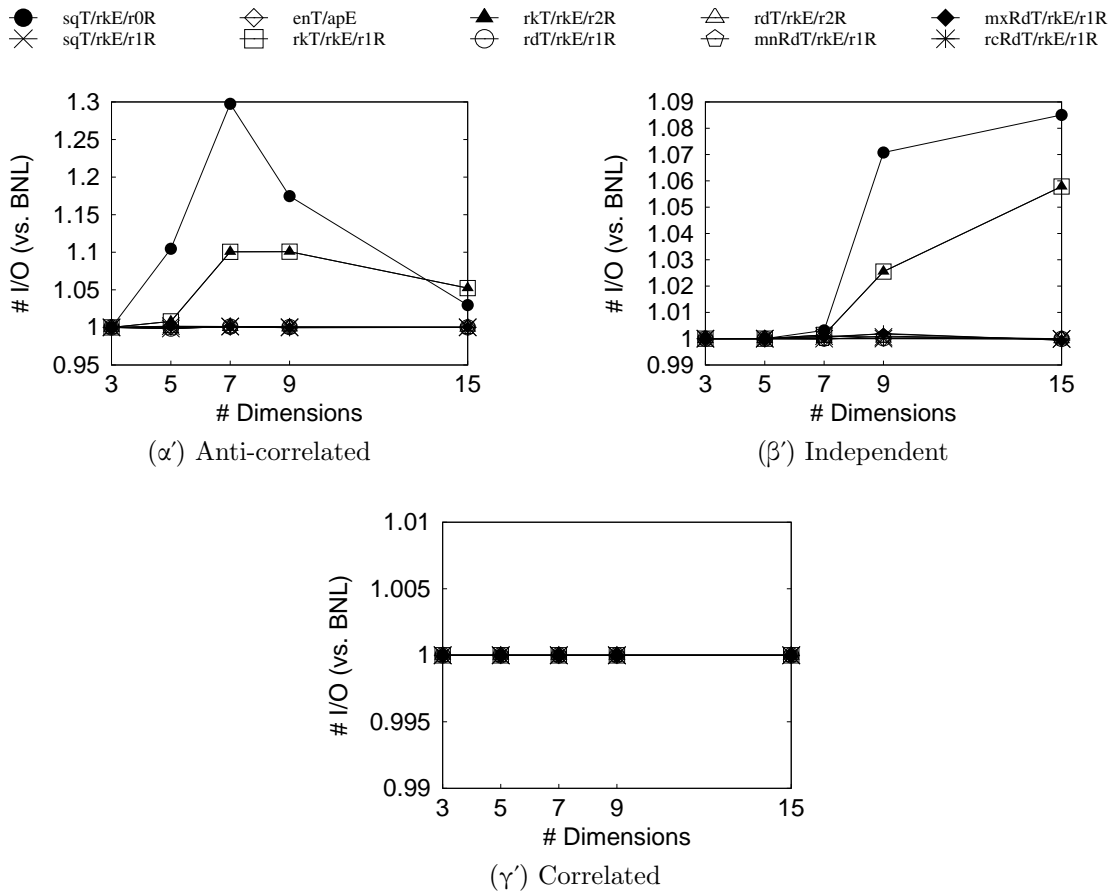 sqT/rkE/r0R enT/apE rkT/rkE/r2R rdT/rkE/r2R mxRdT/rkE/r1R
sqT/rkE/r1R rkT/rkE/r1R rdT/rkE/r1R mnRdT/rkE/r1R rcRdT/rkE/r1R
# I/O (vs. BNL)
1.3
1.25
1.2
1.15
1.1
1.05
1
0.95
3 5 7 9 15
# Dimensions
(α′) Anti-correlated
# I/O (vs. BNL)
1.09
1.08
1.07
1.06
1.05
1.04
1.03
1.02
1.01
1
0.99
3 5 7 9 15
# Dimensions
(β′) Independent
# I/O (vs. BNL)
1.01
1.005
1
0.995
0.99
3 5 7 9 15
# Dimensions
(γ′) Correlated